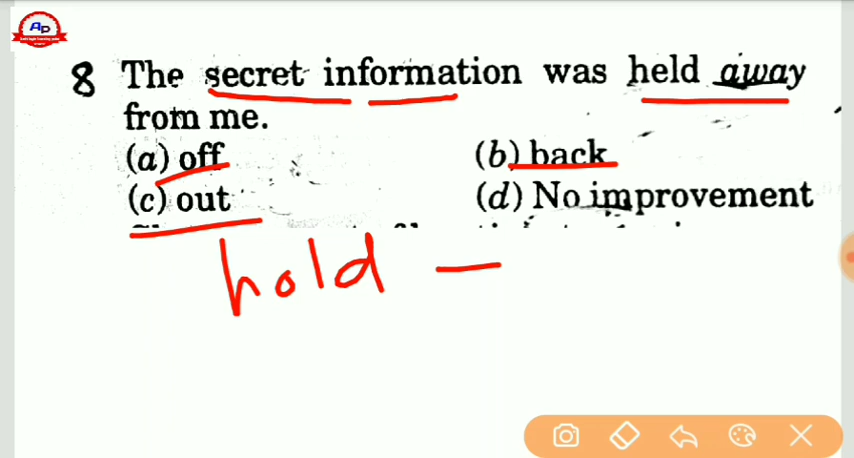 AP
8 The secret information was held away
from me.
(a) off (b) back
(c) out (d) No improvement
hold —